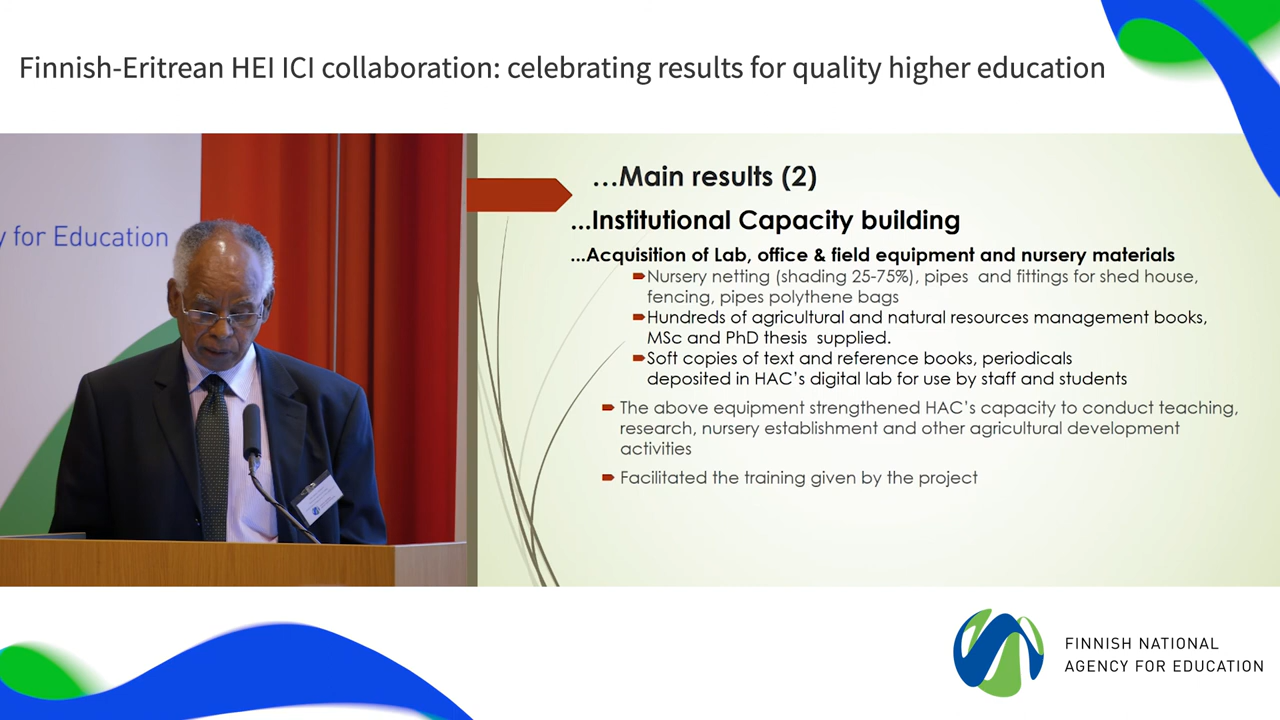 Finnish-Eritrean HEI ICI collaboration: celebrating results for quality higher education
y for Education
...Main results (2)
...Institutional Capacity building
...Acquisition of Lab, office & field equipment and nursery materials
Nursery netting (shading 25-75%), pipes and fittings for shed house,
fencing, pipes polythene bags
Hundreds of agricultural and natural resources management books,
MSc and PhD thesis supplied.
Soft copies of text and reference books, periodicals
deposited in HAC's digital lab for use by staff and students
The above equipment strengthened HAC's capacity to conduct teaching,
research, nursery establishment and other agricultural development
activities
Facilitated the training given by the project
FINNISH NATIONAL
AGENCY FOR EDUCATION